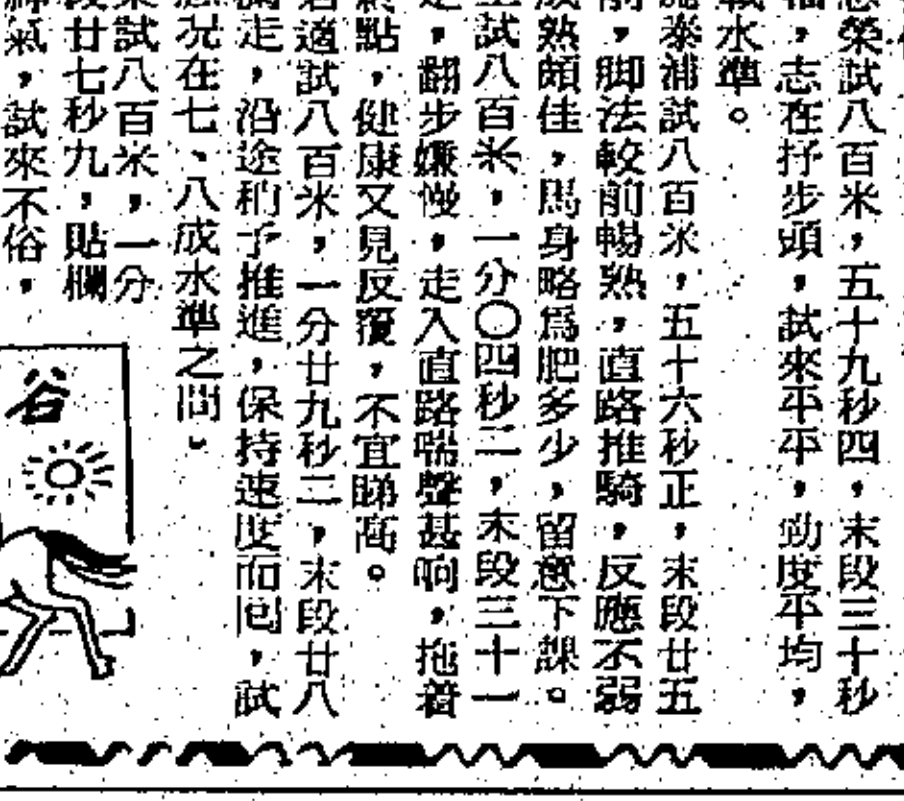 榮試八百米，五十九秒四，末段三十秒
，志在抒步頭，試來平平，勁度平均，
水準。
泰浦試八百米，五十六秒正，末段廿五
，脚法較前暢熟，直路推騎，反應不弱
熟頗佳，馬身略爲肥多少，留意下課。
試八百米，一分〇四秒二，末段三十一
，翻步嫌慢，走入直路喘聲甚响，拖着
點，健康又見反覆，不宜睇高。
適試八百米，一分廿九秒二，末段廿八
走，沿途稍予推進，保持速度而回，試
况在七、八成水準之間。
試八百米，一分
段廿七秒九，貼欄
氣，試來不俗，
谷